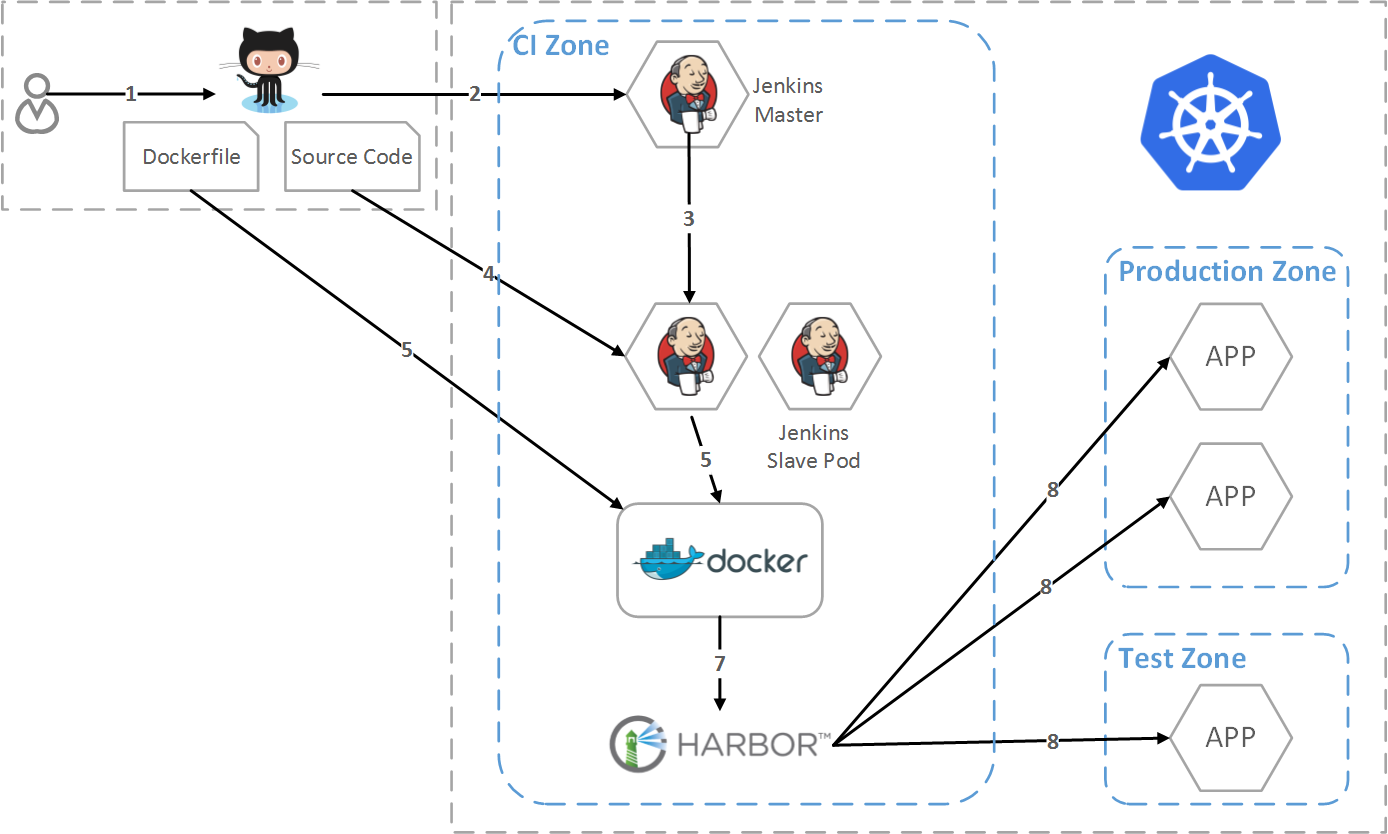 CI Zone
1
2
Jenkins
Master
Dockerfile
Source Code
3
4
Production Zone
5
APP
Jenkins
Slave Pod
5
8
APP
docker
8
7
Test Zone
HARBOR™
8
APP